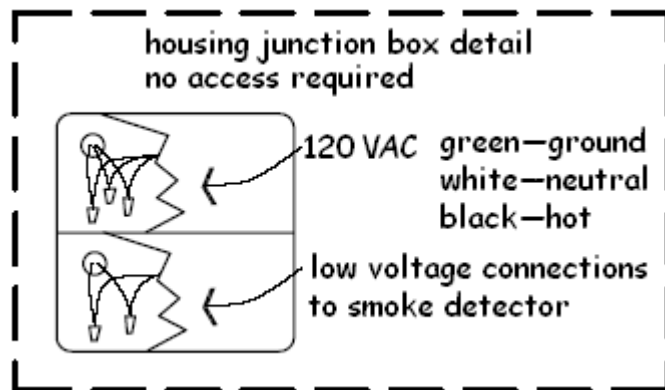 housing junction box detail
no access required
120 VAC
green—ground
white—neutral
black—hot
low voltage connections
to smoke detector